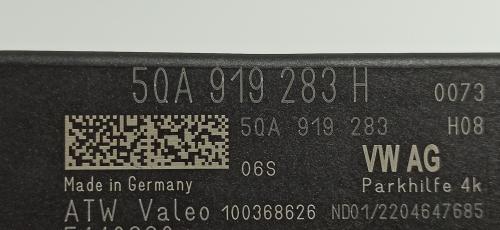 5QA 919 283 H 0073
5QA 919 283 H08
06S VW AG
Made in Germany Parkhilfe 4k
ATW Valeo 100368626 ND01/2204647685